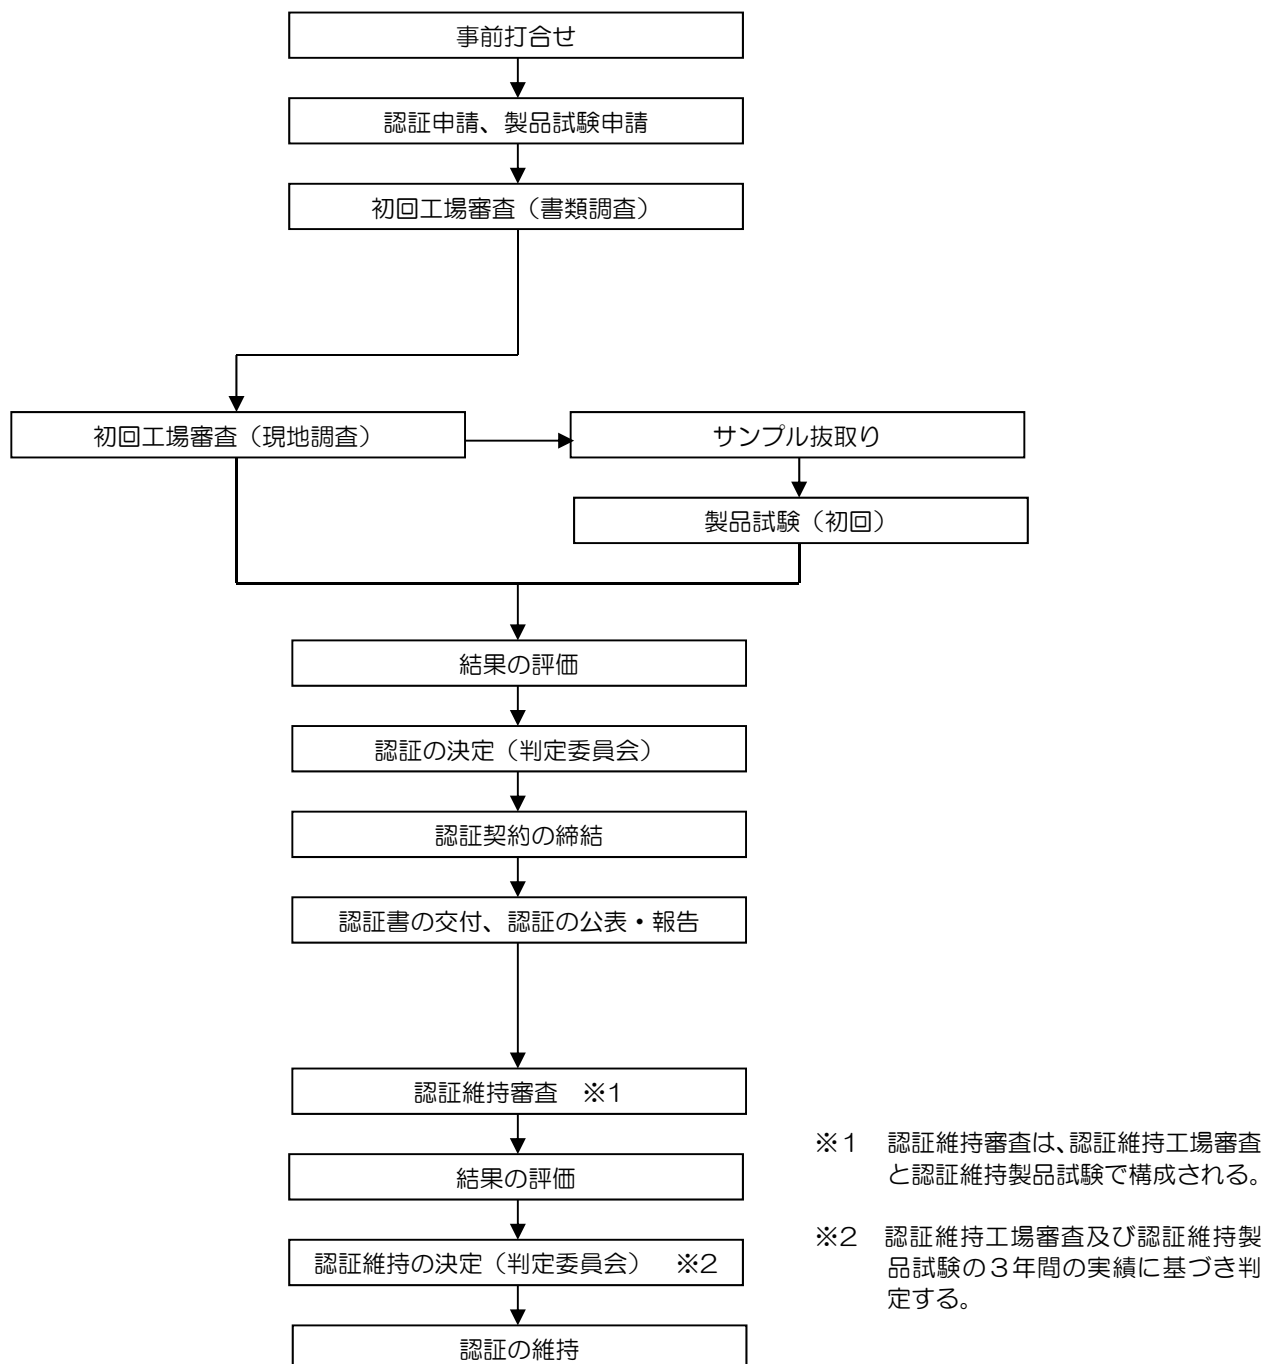 事前打合せ
認証申請、製品試験申請
初回工場審査（書類調査）
初回工場審査（現地調査）
サンプル抜取り
製品試験（初回）
結果の評価
認証の決定（判定委員会）
認証契約の締結
認証書の交付、認証の公表・報告
認証維持審査　※1
結果の評価
認証維持の決定（判定委員会）　※2
認証の維持
※１　認証維持審査は、認証維持工場審査
と認証維持製品試験で構成される。
※２　認証維持工場審査及び認証維持製
品試験の３年間の実績に基づき判
定する。